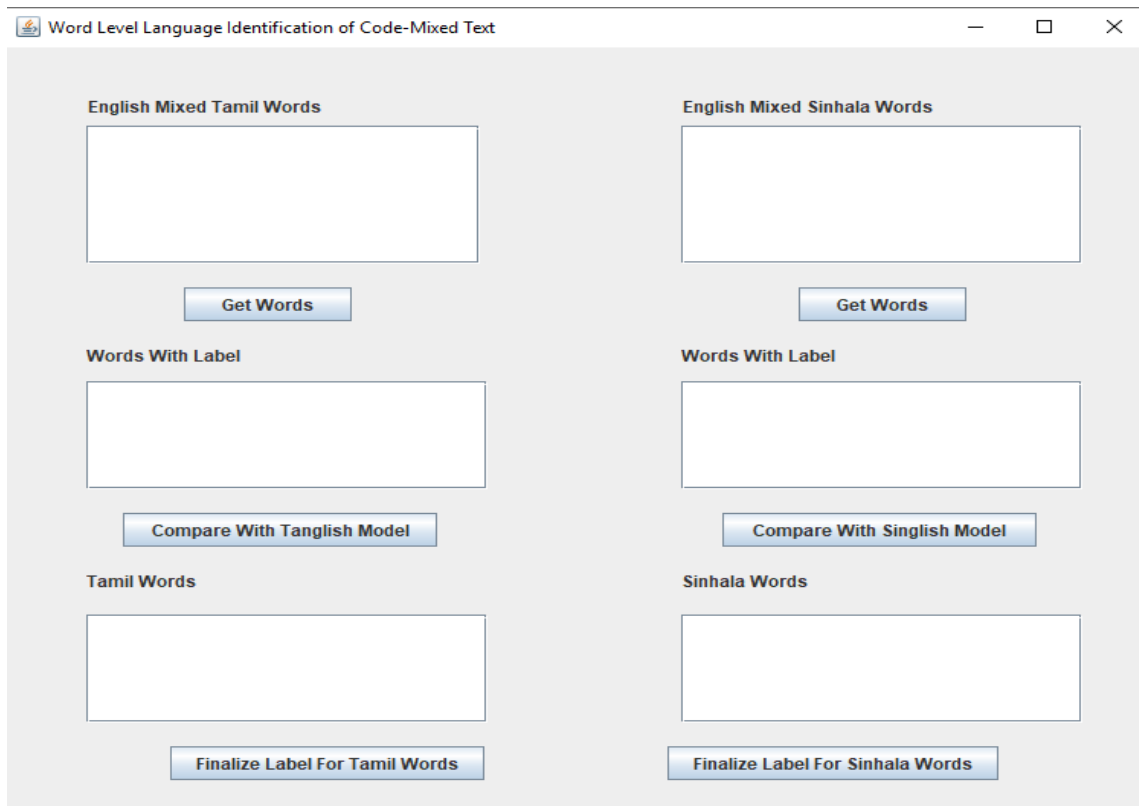 Word Level Language Identification of Code-Mixed Text
English Mixed Tamil Words
English Mixed Sinhala Words
Get Words
Get Words
Words With Label
Words With Label
Compare With Tanglish Model
Compare With Singlish Model
Tamil Words
Sinhala Words
Finalize Label For Tamil Words
Finalize Label For Sinhala Words